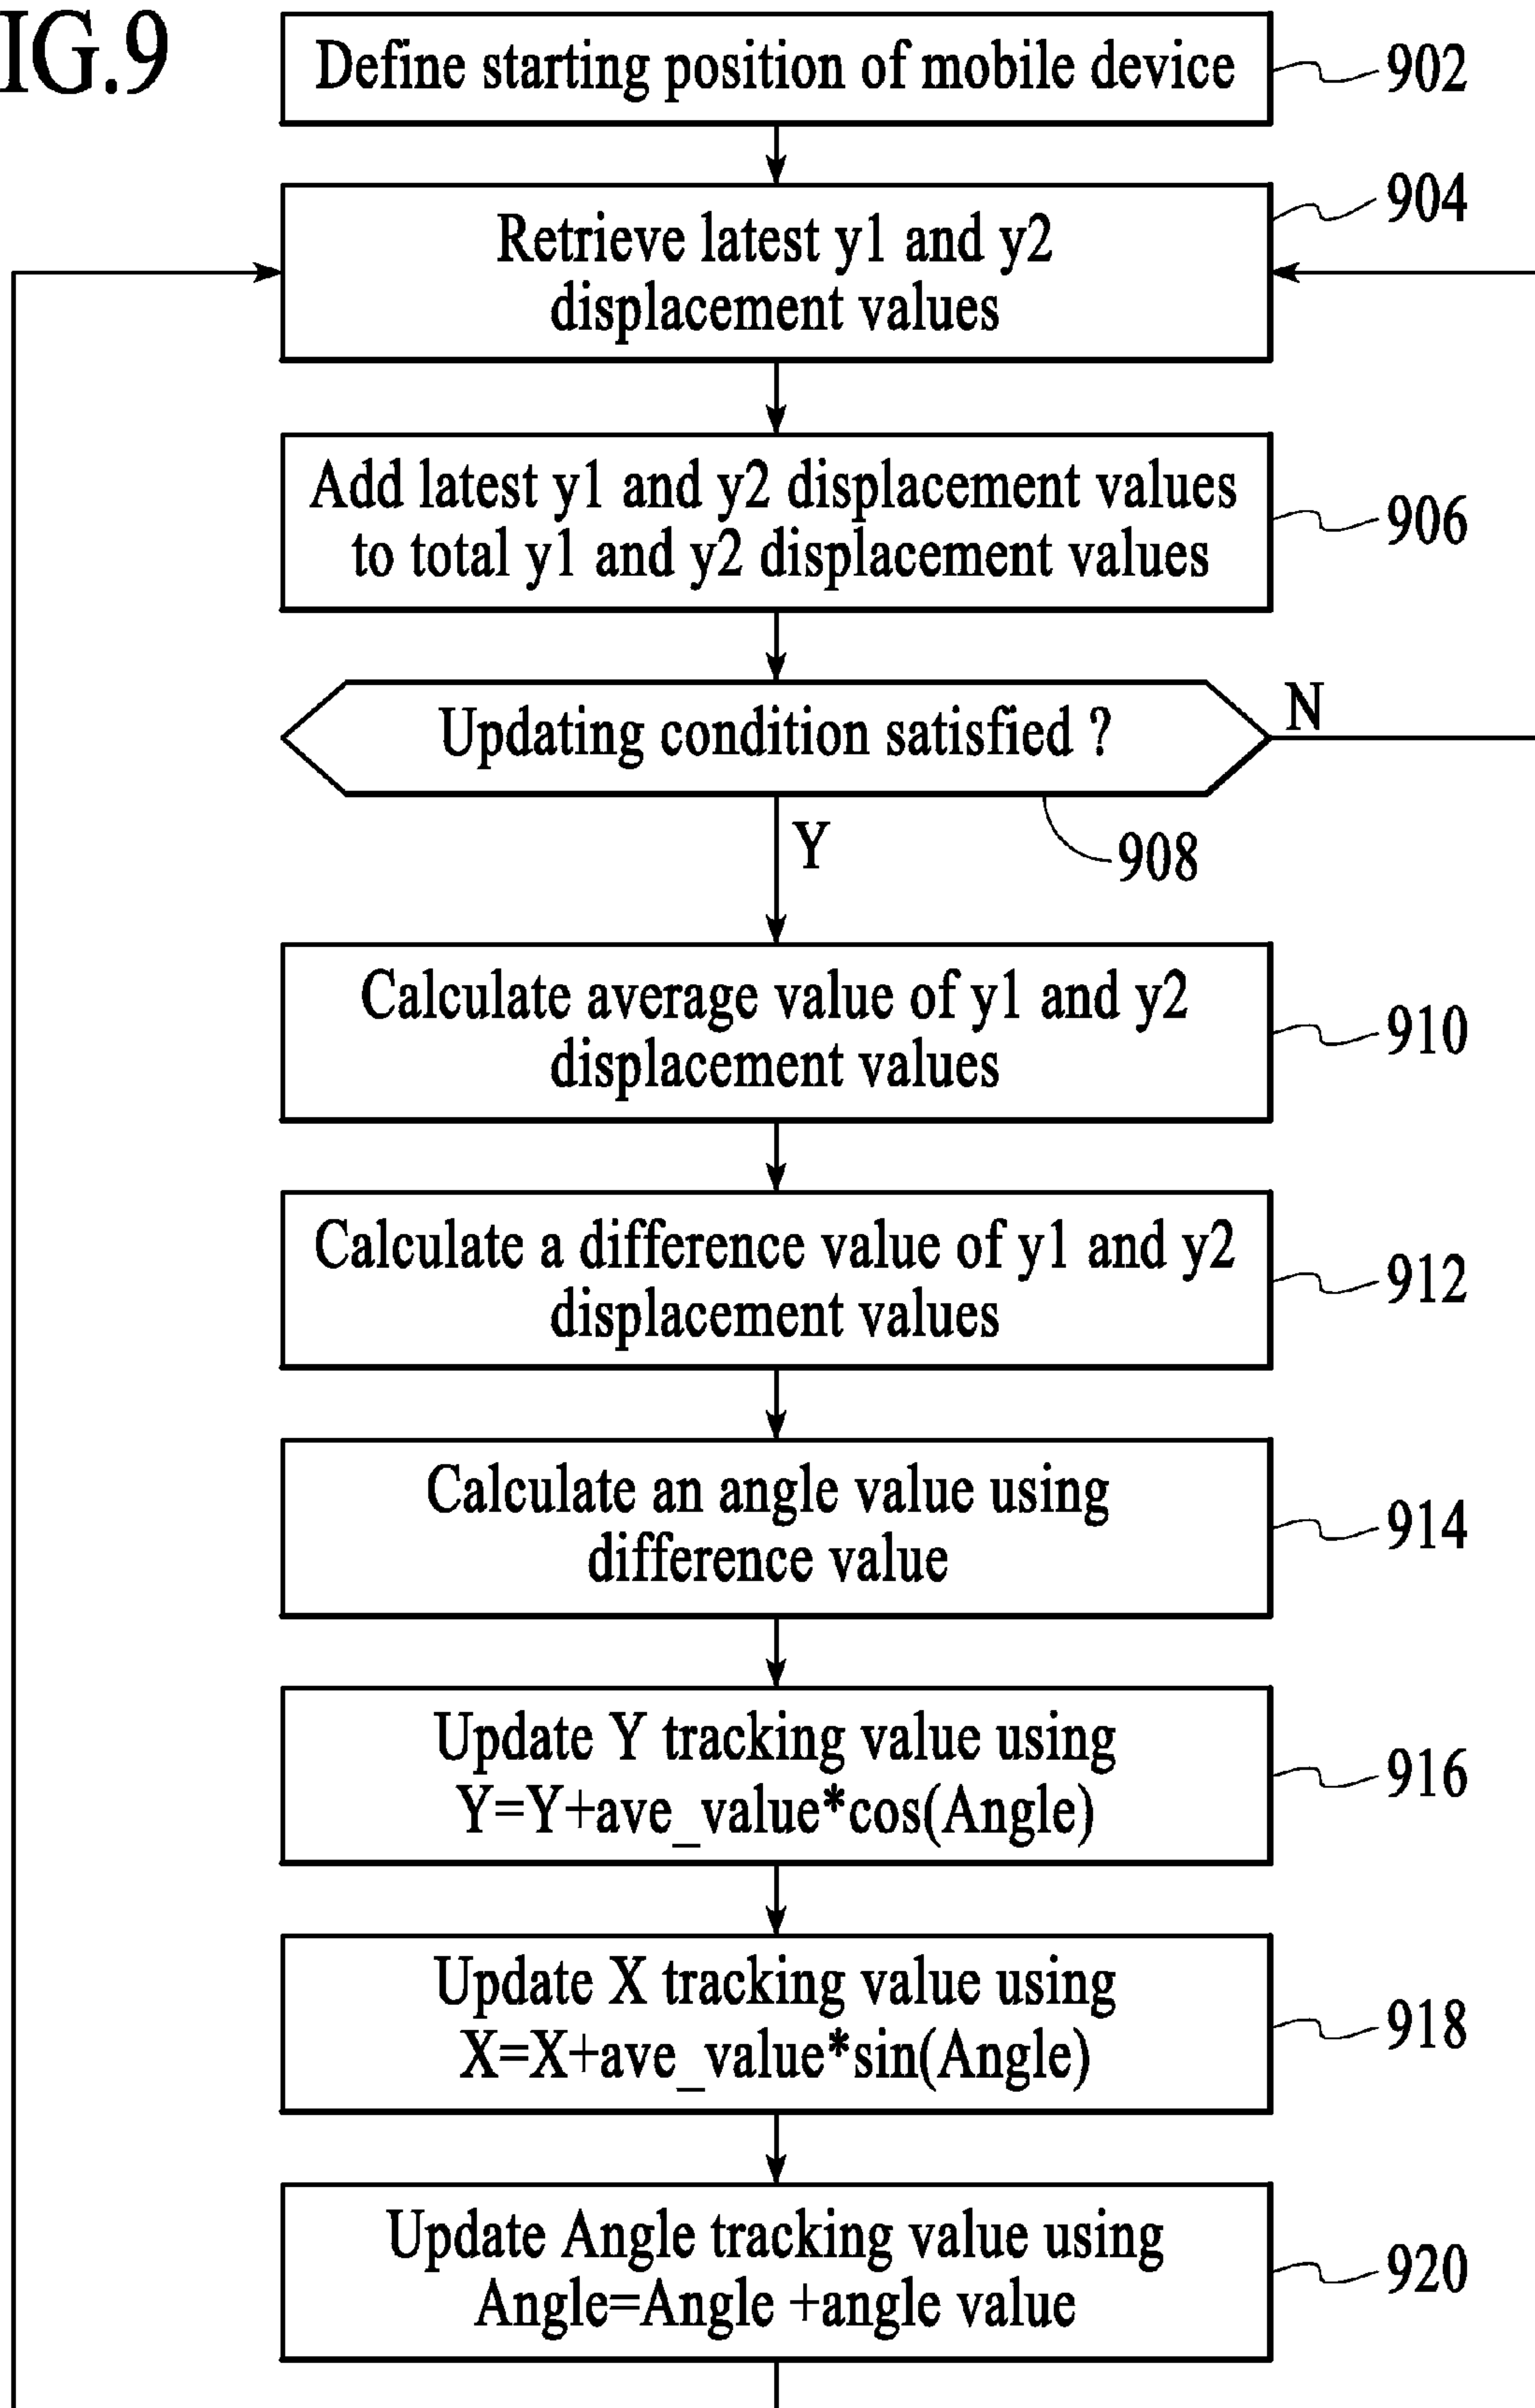 IG.9
Define starting position of mobile device
902
904
Retrieve latest y1 and y2
displacement values
Add latest y1 and y2 displacement values
to total y1 and y2 displacement values
906
Updating condition satisfied ?
N
Y
908
Calculate average value of y1 and y2
displacement values
910
Calculate a difference value of y1 and y2
displacement values
912
Calculate an angle value using
difference value
914
Update Y tracking value using
Y=Y+ave_value*cos(Angle)
916
Update X tracking value using
X=X+ave_value*sin(Angle)
918
Update Angle tracking value using
Angle=Angle +angle value
920